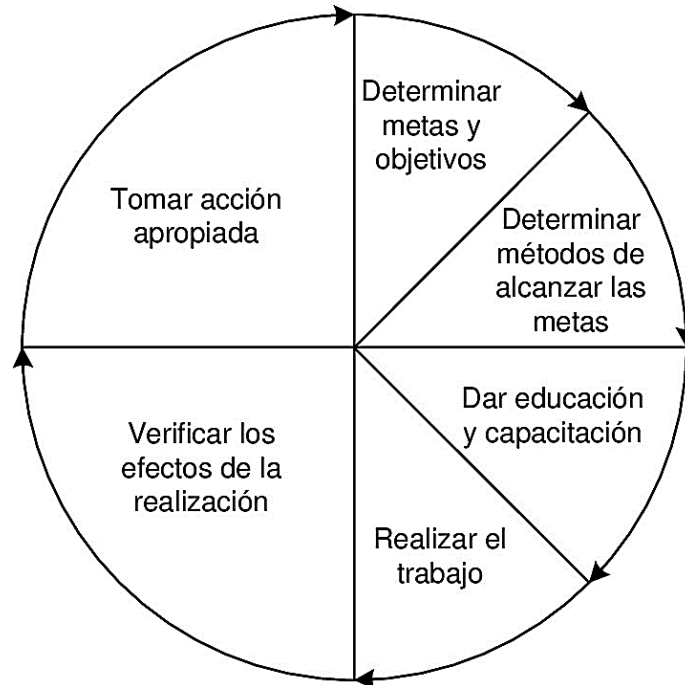 Determinar
metas y
objetivos
Determinar
métodos de
alcanzar las
metas
Dar educación
y capacitación
Realizar el
trabajo
Verificar los
efectos de la
realización
Tomar acción
apropiada